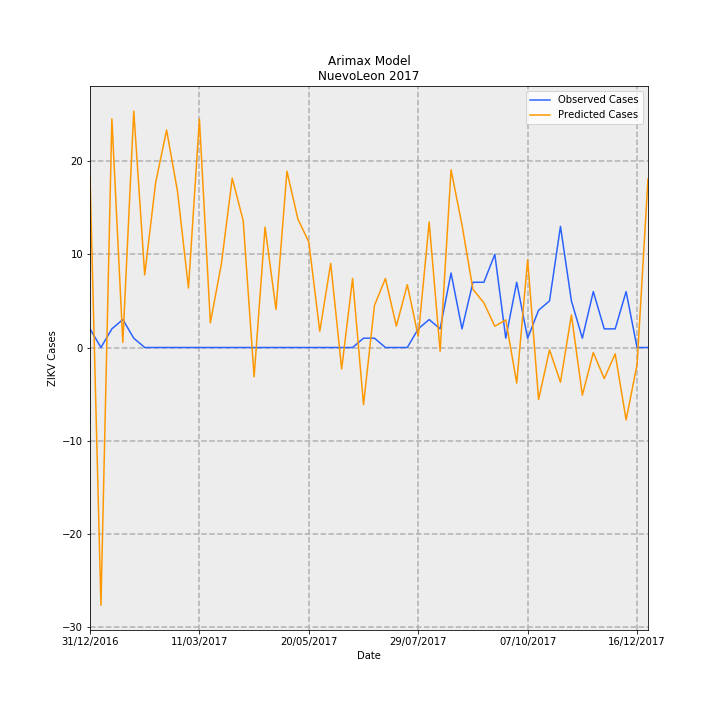 Arimax Model
NuevoLeon 2017
Observed Cases
Predicted Cases
20
10
0
−10
−20
−30
ZIKV Cases
31/12/2016
11/03/2017
20/05/2017
29/07/2017
07/10/2017
16/12/2017
Date